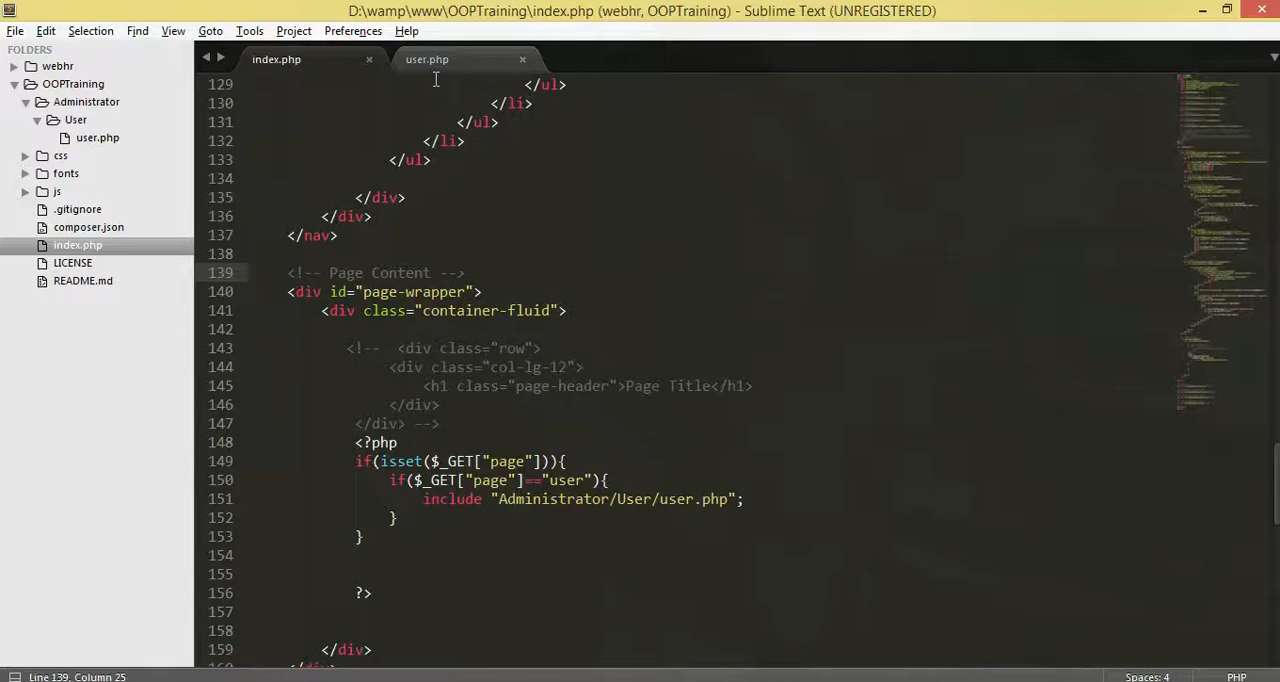 D:\wamp\www\OOPTraining\index.php (webhr, OOPTraining) - Sublime Text (UNREGISTERED)
File Edit Selection Find View Goto Tools Project Preferences Help
FOLDERS
webhr
OOPTraining
Administrator
User
user.php
css
fonts
js
.gitignore
composer.json
index.php
LICENSE
README.md
index.php × user.php ×
129 </ul>
130 </li>
131 </ul>
132 </li>
133 </ul>
134
135 </div>
136 </div>
137 </nav>
138
139 <!-- Page Content -->
140 <div id="page-wrapper">
141 <div class="container-fluid">
142
143 <!--  <div class="row">
144 <div class="col-lg-12">
145 <h1 class="page-header">Page Title</h1>
146 </div>
147 </div> -->
148 <?php
149 if(isset($_GET["page"])){
150 if($_GET["page"]=="user"){
151 include "Administrator/User/user.php";
152 }
153 }
154
155
156 ?>
157
158
159 </div>
160 </div>
Line 139, Column 25 Spaces: 4 PHP